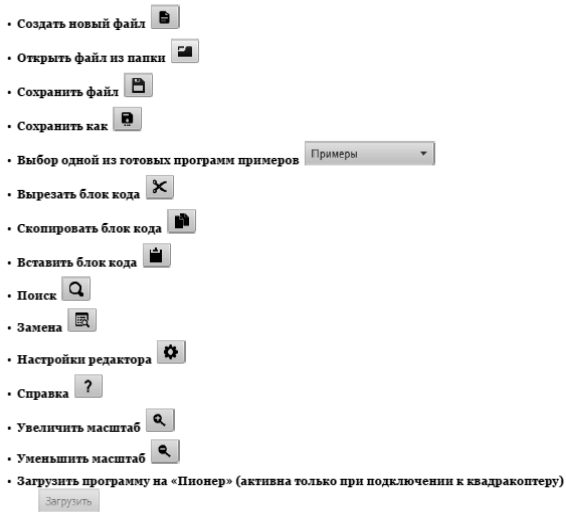 • Создать новый файл
• Открыть файл из папки
• Сохранить файл
• Сохранить как
• Выбор одной из готовых программ примеров Примеры
• Вырезать блок кода
• Скопировать блок кода
• Вставить блок кода
• Поиск
• Замена
• Настройки редактора
• Справка ?
• Увеличить масштаб
• Уменьшить масштаб
• Загрузить программу на «Пионер» (активна только при подключении к квадракоптеру)
Загрузить